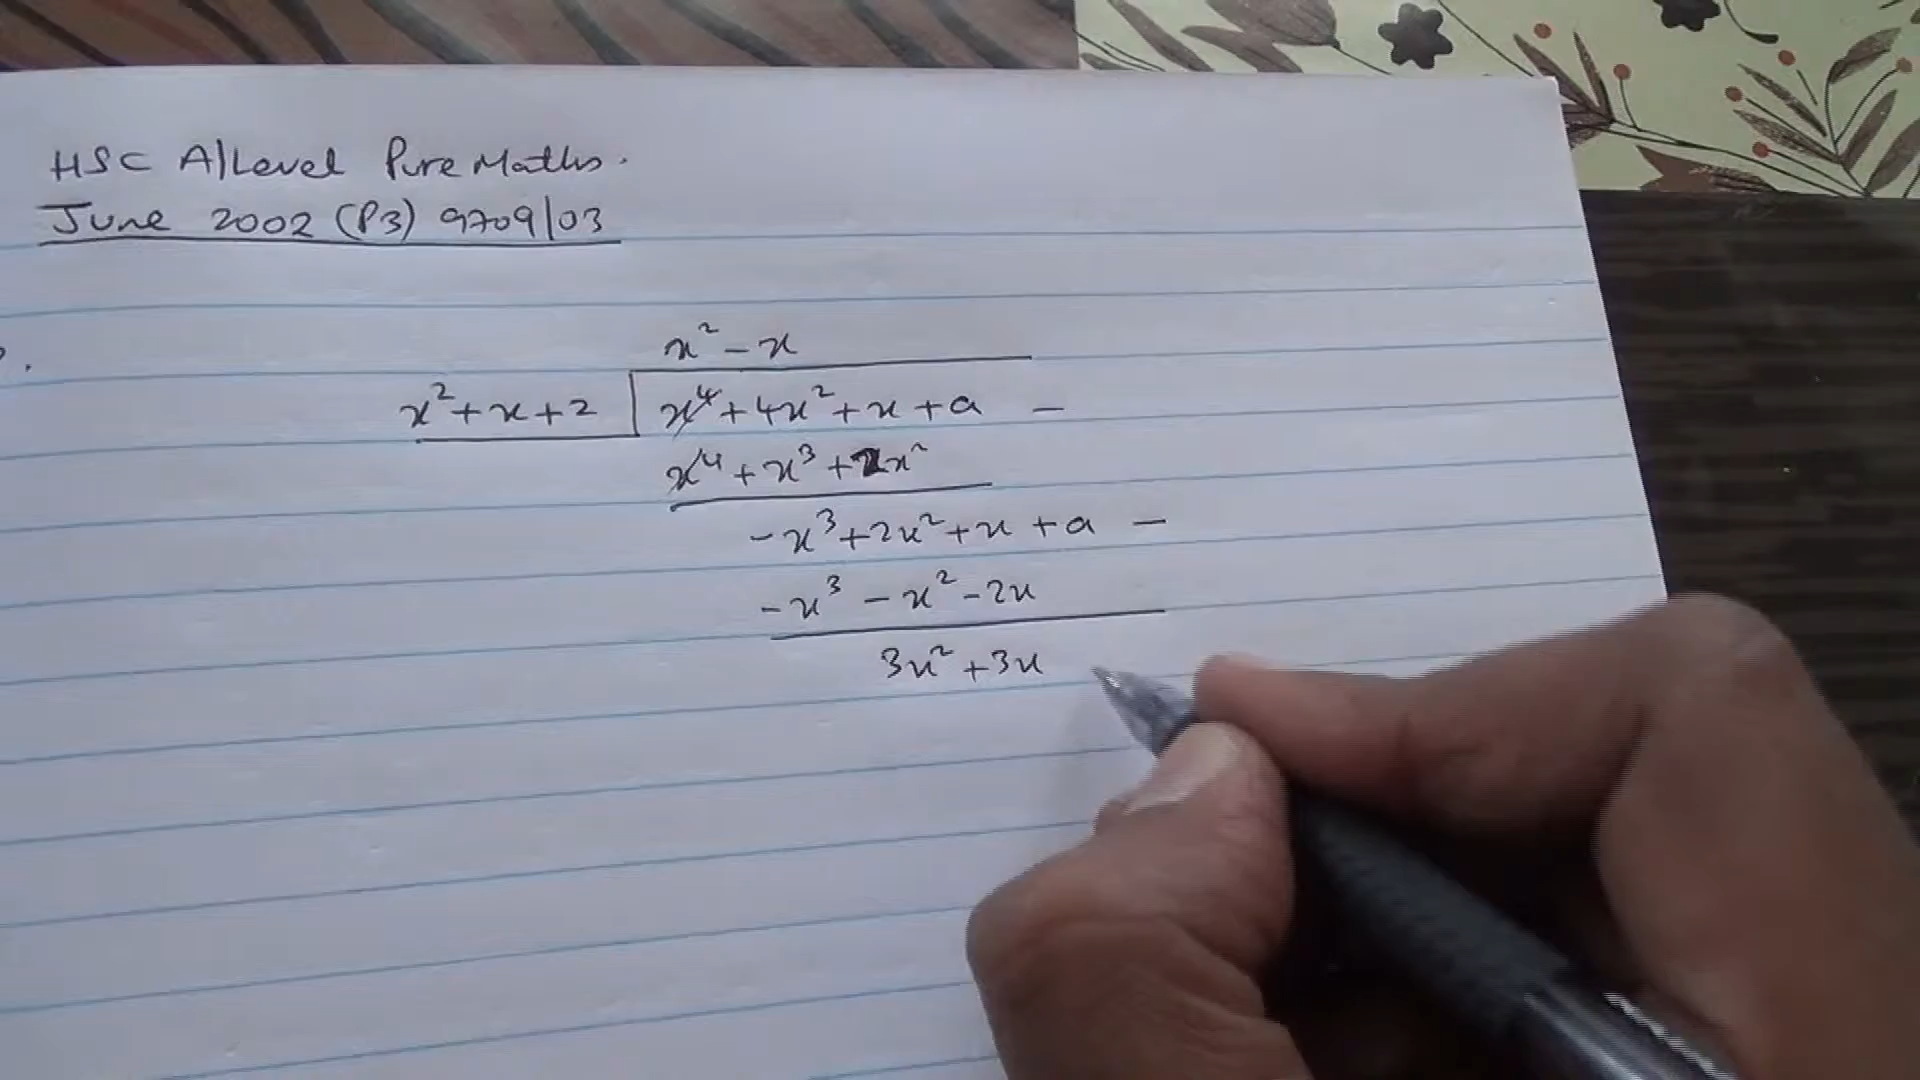 HSC A/Level Pure Maths.
June 2002 (P3) 9709/03
x² - x
x² + x + 2 x⁴ + 4x² + x + a -
x⁴ + x³ + 2x²
-x³ + 2x² + x + a -
-x³ - x² - 2x
3x² + 3x